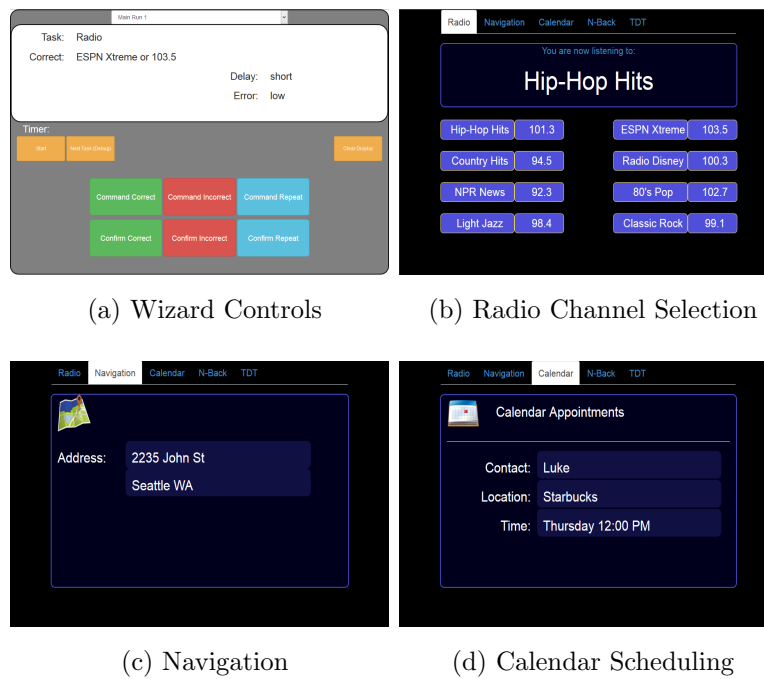 Main Run 1
Task: Radio
Correct: ESPN Xtreme or 103.5
Delay: short
Error: low
Timer:
Start Next Task (Debug) Clear Display
Command Correct Command Incorrect Command Repeat
Confirm Correct Confirm Incorrect Confirm Repeat
(a) Wizard Controls
Radio Navigation Calendar N-Back TDT
You are now listening to:
Hip-Hop Hits
Hip-Hop Hits 101.3 ESPN Xtreme 103.5
Country Hits 94.5 Radio Disney 100.3
NPR News 92.3 80's Pop 102.7
Light Jazz 98.4 Classic Rock 99.1
(b) Radio Channel Selection
Radio Navigation Calendar N-Back TDT
Address: 2235 John St
Seattle WA
(c) Navigation
Radio Navigation Calendar N-Back TDT
Calendar Appointments
Contact: Luke
Location: Starbucks
Time: Thursday 12:00 PM
(d) Calendar Scheduling